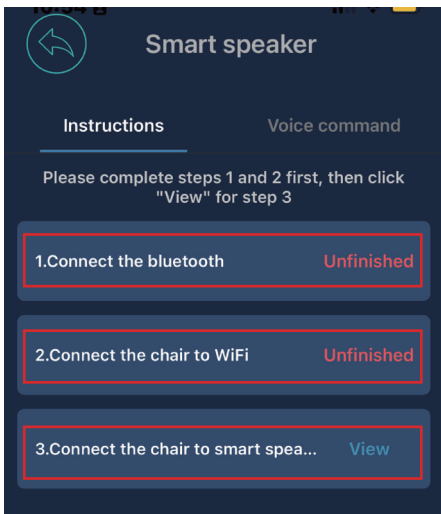 Smart speaker
Instructions
Voice command
Please complete steps 1 and 2 first, then click
"View" for step 3
1.Connect the bluetooth
Unfinished
2.Connect the chair to WiFi
Unfinished
3.Connect the chair to smart spea...
View